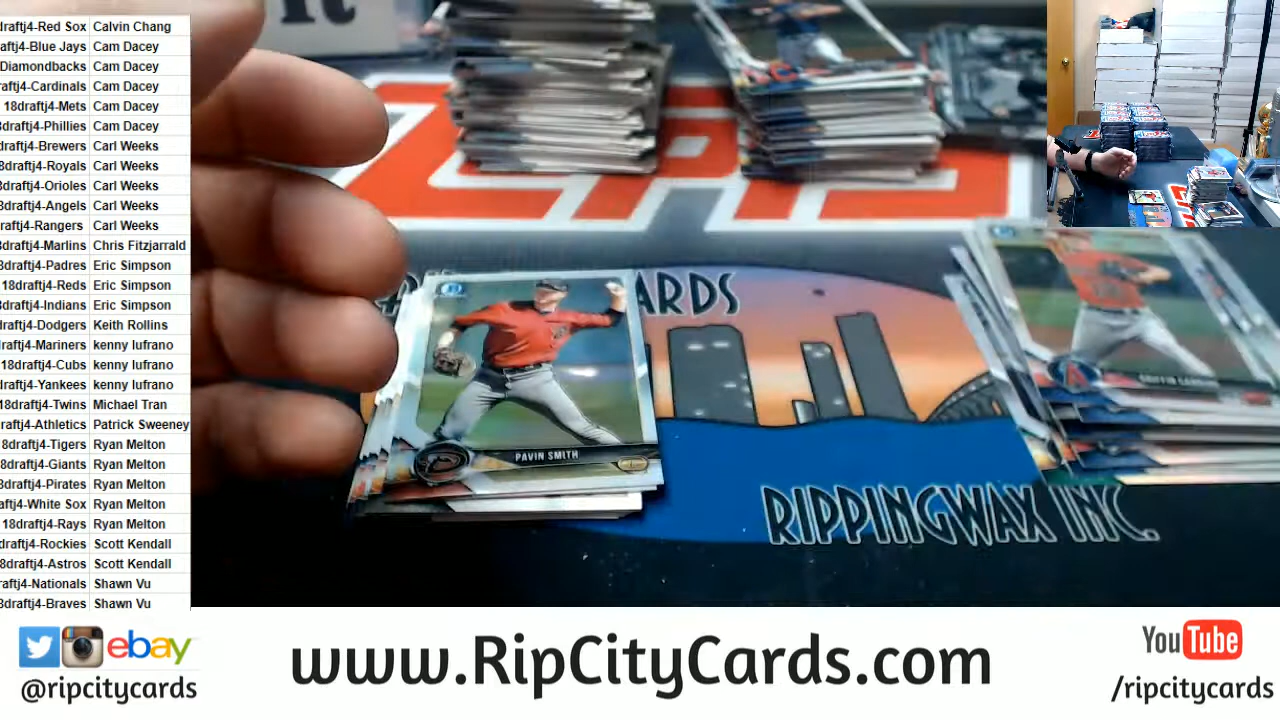 draftj4-Red Sox Calvin Chang
aftj4-Blue Jays Cam Dacey
Diamondbacks Cam Dacey
aftj4-Cardinals Cam Dacey
18draftj4-Mets Cam Dacey
8draftj4-Phillies Cam Dacey
draftj4-Brewers Carl Weeks
8draftj4-Royals Carl Weeks
3draftj4-Orioles Carl Weeks
8draftj4-Angels Carl Weeks
raftj4-Rangers Carl Weeks
8draftj4-Marlins Chris Fitzjarrald
8draftj4-Padres Eric Simpson
18draftj4-Reds Eric Simpson
8draftj4-Indians Eric Simpson
draftj4-Dodgers Keith Rollins
raftj4-Mariners kenny lufrano
18draftj4-Cubs kenny lufrano
raftj4-Yankees kenny lufrano
18draftj4-Twins Michael Tran
raftj4-Athletics Patrick Sweeney
8draftj4-Tigers Ryan Melton
8draftj4-Giants Ryan Melton
8draftj4-Pirates Ryan Melton
aftj4-White Sox Ryan Melton
18draftj4-Rays Ryan Melton
draftj4-Rockies Scott Kendall
8draftj4-Astros Scott Kendall
raftj4-Nationals Shawn Vu
8draftj4-Braves Shawn Vu
ARDS
PAVIN SMITH
RIPPINGWAX INC.
ebay
@ripcitycards
www.RipCityCards.com
YouTube
/ripcitycards